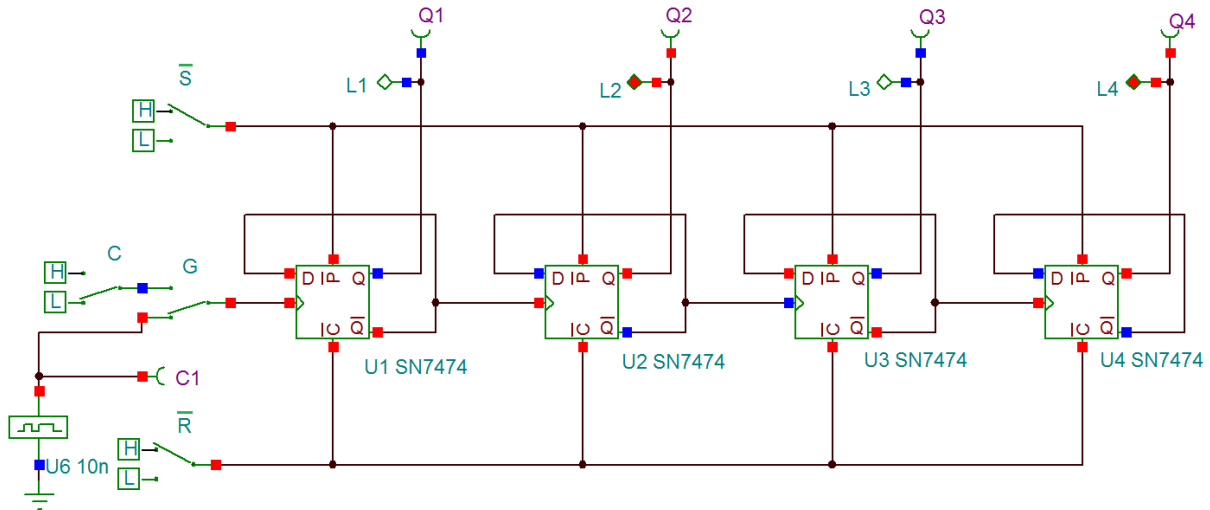 Q1
Q2
Q3
Q4
L1
L2
L3
L4
S̅
H
L
D P̅ Q
C̅ Q̅
U1 SN7474
D P̅ Q
C̅ Q̅
U2 SN7474
D P̅ Q
C̅ Q̅
U3 SN7474
D P̅ Q
C̅ Q̅
U4 SN7474
C
G
H
L
C1
R̅
H
L
U6 10n